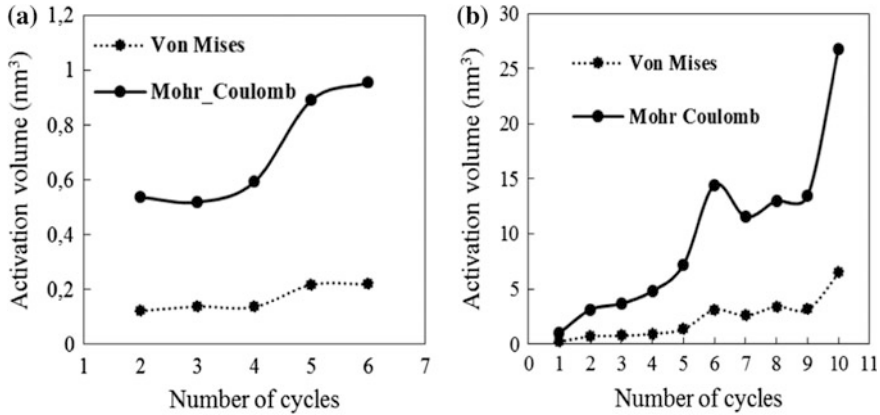 (a)
Activation volume (nm³)
1,2
1
0,8
0,6
0,4
0,2
0
Von Mises
Mohr_Coulomb
1 2 3 4 5 6 7
Number of cycles
(b)
Activation volume (nm³)
30
25
20
15
10
5
0
Von Mises
Mohr Coulomb
0 1 2 3 4 5 6 7 8 9 10 11
Number of cycles